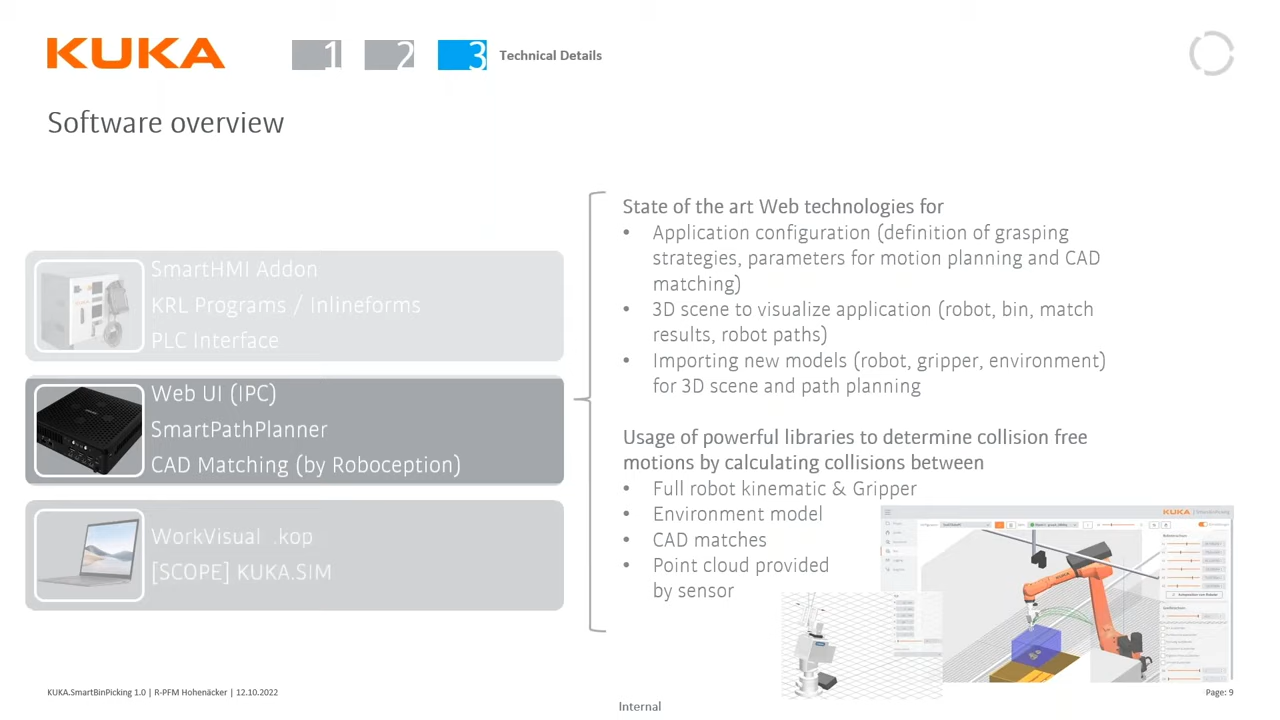 KUKA
1
2
3
Technical Details
Software overview
SmartHMI Addon
KRL Programs / Inlineforms
PLC Interface
Web UI (IPC)
SmartPathPlanner
CAD Matching (by Roboception)
WorkVisual .kop
[SCOPE] KUKA.SIM
State of the art Web technologies for
• Application configuration (definition of grasping
strategies, parameters for motion planning and CAD
matching)
• 3D scene to visualize application (robot, bin, match
results, robot paths)
• Importing new models (robot, gripper, environment)
for 3D scene and path planning
Usage of powerful libraries to determine collision free
motions by calculating collisions between
• Full robot kinematic & Gripper
• Environment model
• CAD matches
• Point cloud provided
by sensor
KUKA
KUKA.SmartBinPicking 1.0 | R-PFM Hohenäcker | 12.10.2022
Page: 9
Internal